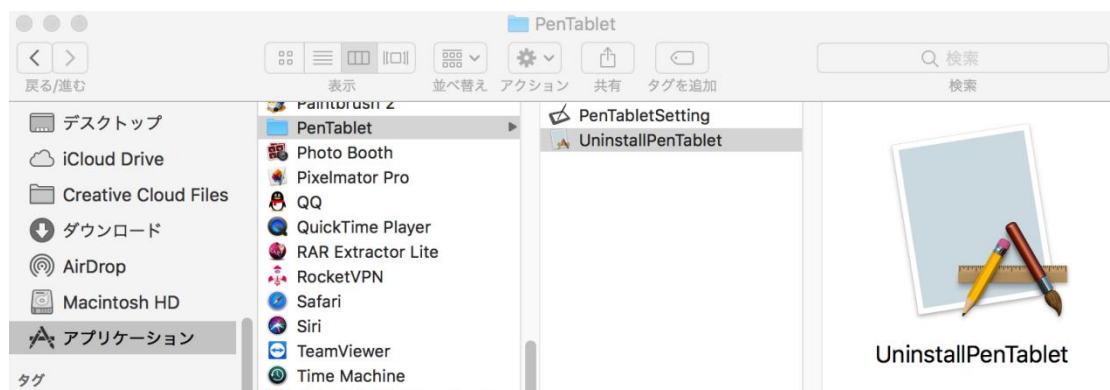 PenTablet
戻る/進む
表示
並べ替え
アクション
共有
タグを追加
検索
検索
デスクトップ
iCloud Drive
Creative Cloud Files
ダウンロード
AirDrop
Macintosh HD
アプリケーション
タグ
Paintbrush 2
PenTablet
Photo Booth
Pixelmator Pro
QQ
QuickTime Player
RAR Extractor Lite
RocketVPN
Safari
Siri
TeamViewer
Time Machine
PenTabletSetting
UninstallPenTablet
UninstallPenTablet